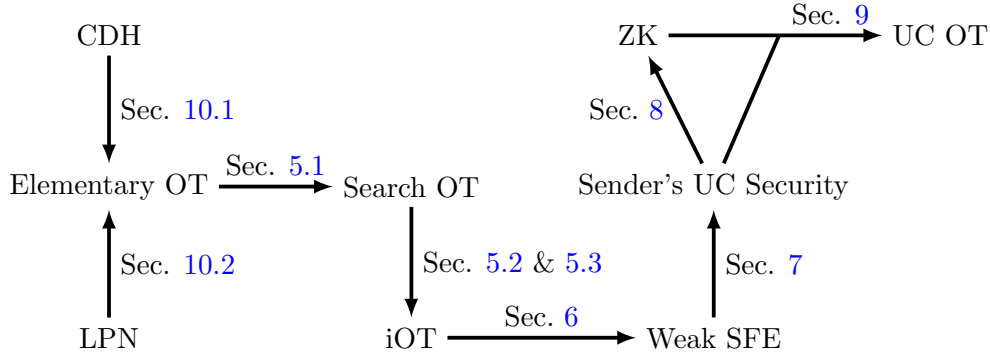 CDH
ZK
Sec. 9
UC OT
Sec. 10.1
Sec. 8
Elementary OT
Sec. 5.1
Search OT
Sender's UC Security
Sec. 10.2
Sec. 5.2 & 5.3
Sec. 7
LPN
iOT
Sec. 6
Weak SFE